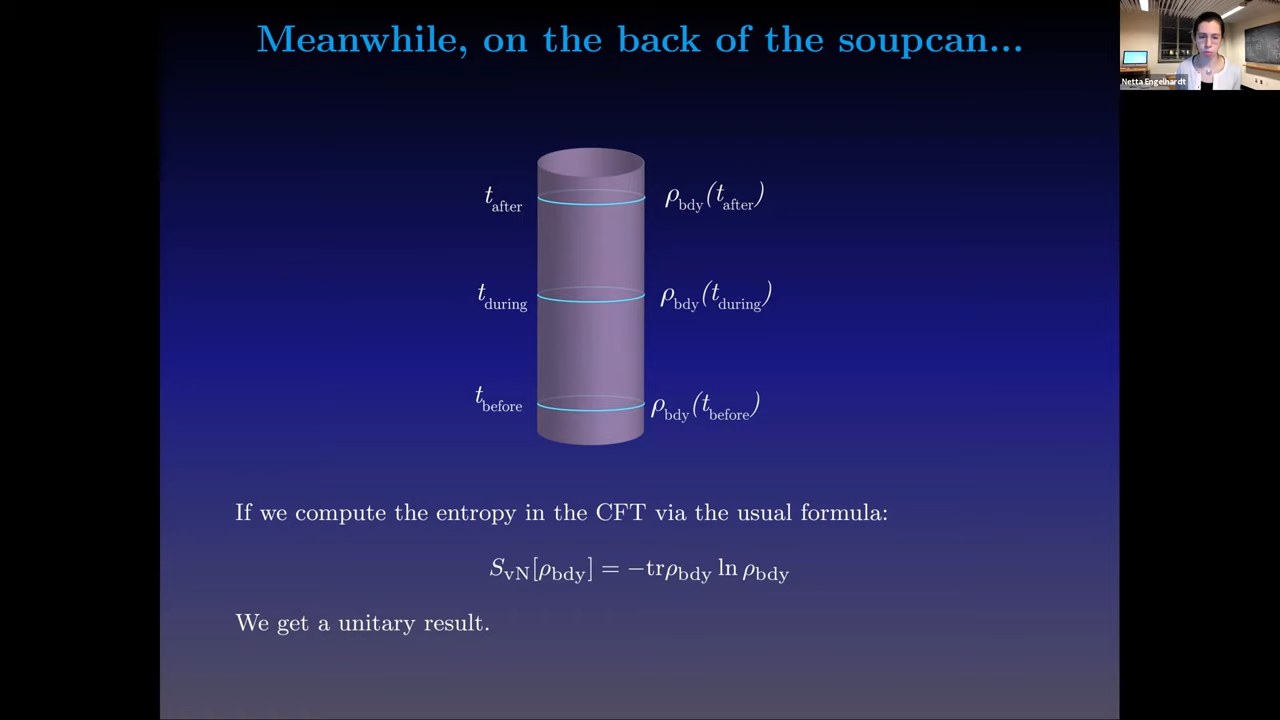 Meanwhile, on the back of the soupcan...
Netta Engelhardt
t_after ρ_bdy(t_after)
t_during ρ_bdy(t_during)
t_before ρ_bdy(t_before)
If we compute the entropy in the CFT via the usual formula:
S_vN[ρ_bdy] = −trρ_bdy ln ρ_bdy
We get a unitary result.